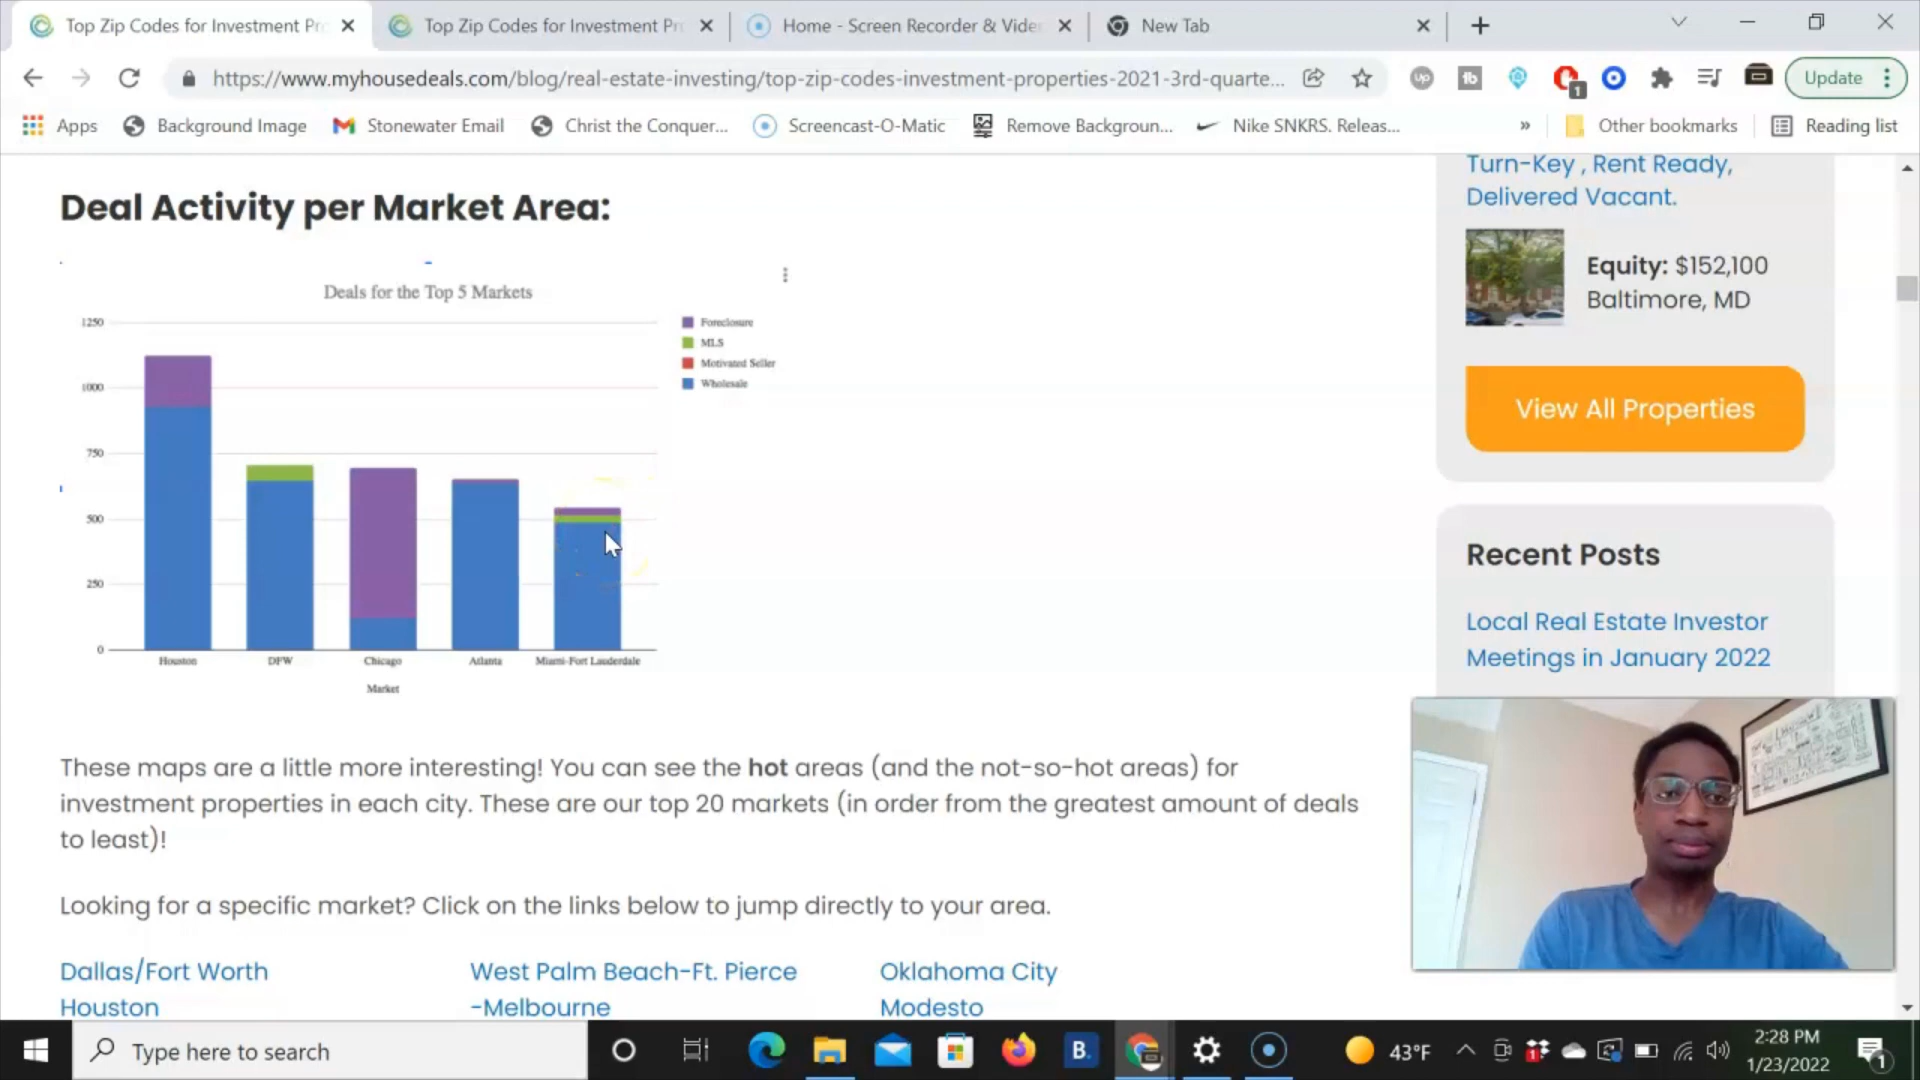 Top Zip Codes for Investment Pr
Top Zip Codes for Investment Pr
Home - Screen Recorder & Vide
New Tab
https://www.myhousedeals.com/blog/real-estate-investing/top-zip-codes-investment-properties-2021-3rd-quarte...
Up
tb
1
Update
Apps
Background Image
Stonewater Email
Christ the Conquer...
Screencast-O-Matic
Remove Backgroun...
Nike SNKRS. Releas...
»
Other bookmarks
Reading list
Deal Activity per Market Area:
Deals for the Top 5 Markets
1250
1000
750
500
250
0
Foreclosure
MLS
Motivated Seller
Wholesale
Houston
DFW
Chicago
Atlanta
Miami-Fort Lauderdale
Market
These maps are a little more interesting! You can see the hot areas (and the not-so-hot areas) for
investment properties in each city. These are our top 20 markets (in order from the greatest amount of deals
to least)!
Looking for a specific market? Click on the links below to jump directly to your area.
Dallas/Fort Worth
Houston
West Palm Beach-Ft. Pierce
-Melbourne
Oklahoma City
Modesto
Turn-Key , Rent Ready,
Delivered Vacant.
Equity: $152,100
Baltimore, MD
View All Properties
Recent Posts
Local Real Estate Investor
Meetings in January 2022
Type here to search
B.
43°F
1
2:28 PM
1/23/2022
1